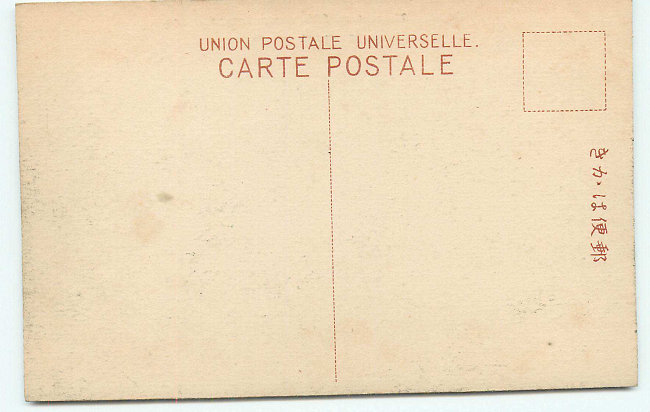 UNION POSTALE UNIVERSELLE.
CARTE POSTALE
郵便はかき